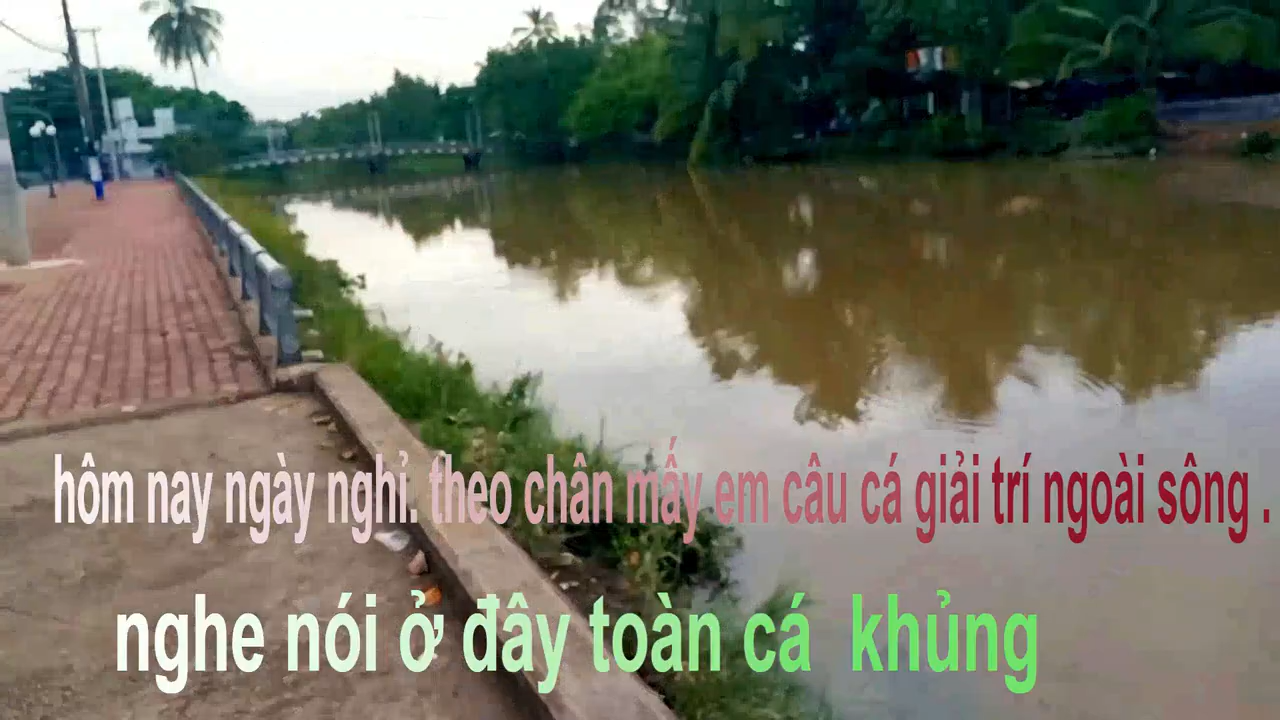 hôm nay ngày nghỉ. theo chân mấy em câu cá giải trí ngoài sông .
nghe nói ở đây toàn cá khủng